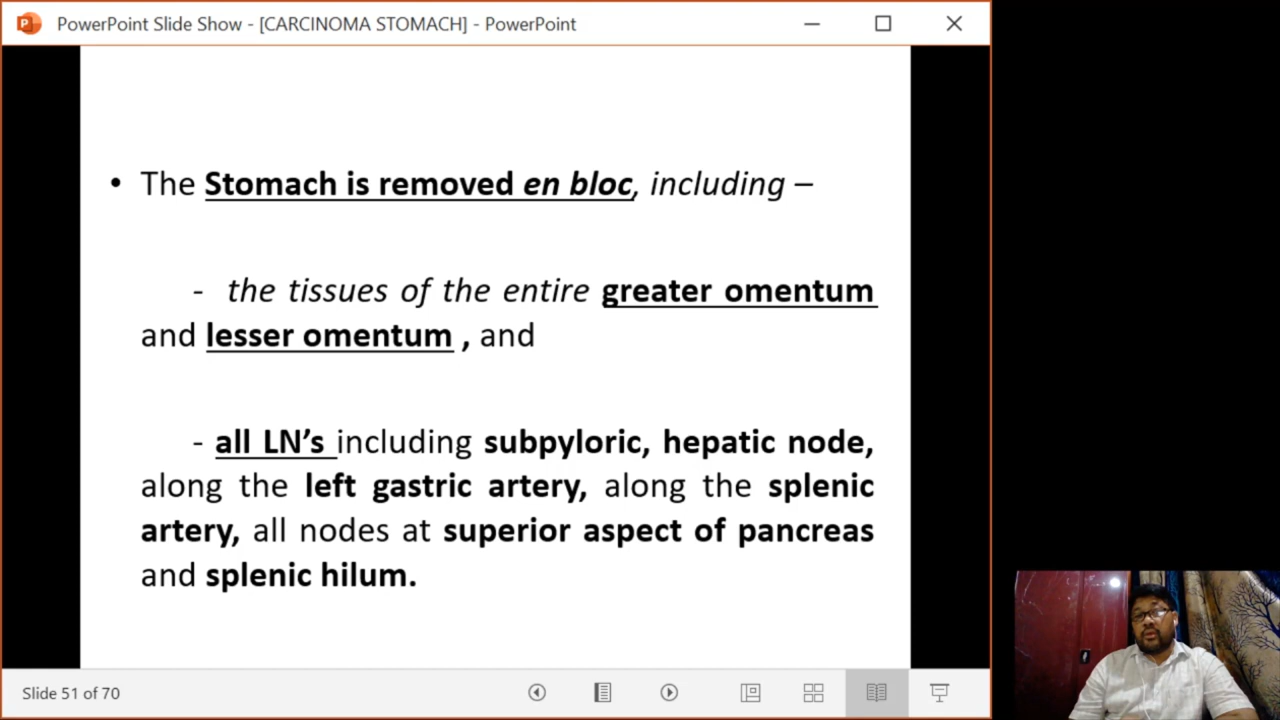 PowerPoint Slide Show - [CARCINOMA STOMACH] - PowerPoint
• The Stomach is removed en bloc, including –
- the tissues of the entire greater omentum
and lesser omentum , and
- all LN's including subpyloric, hepatic node,
along the left gastric artery, along the splenic
artery, all nodes at superior aspect of pancreas
and splenic hilum.
Slide 51 of 70